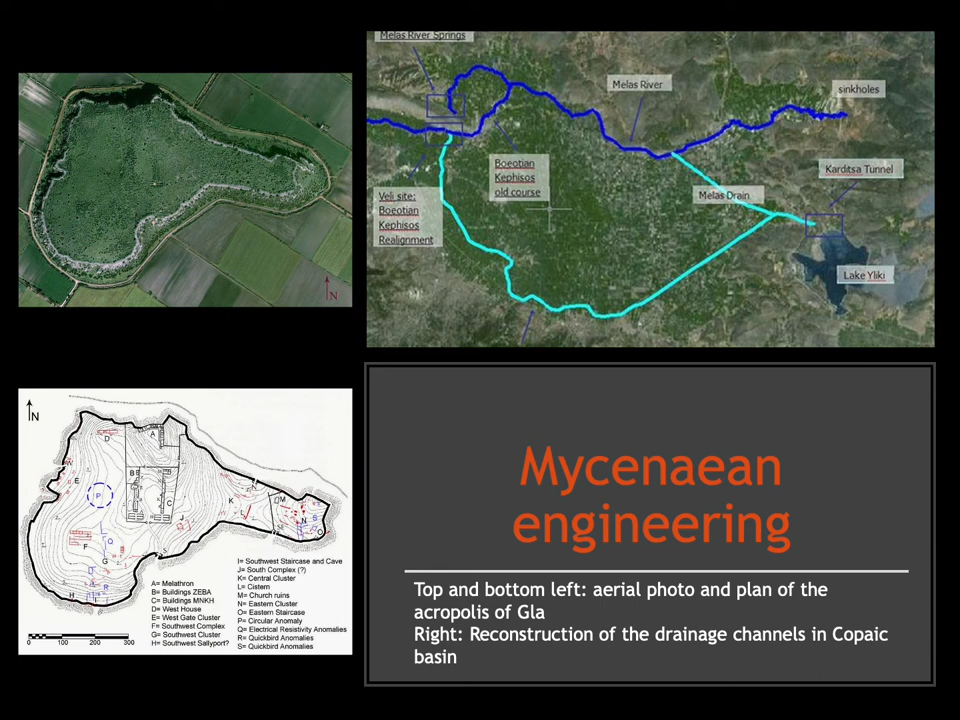 N
Melas River Springs
Melas River
sinkholes
Boeotian
Kephisos
old course
Karditsa Tunnel
Veli site:
Boeotian
Kephisos
Realignment
Melas Drain
Lake Yliki
N
A
D
E
B
P
C
K
M
L
J
N
S
O
F
Q
G
R
H
I
A= Melathron
B= Buildings ZEBA
C= Buildings MNKH
D= West House
E= West Gate Cluster
F= Southwest Complex
G= Southwest Cluster
H= Southwest Sallyport?
I= Southwest Staircase and Cave
J= South Complex (?)
K= Central Cluster
L= Cistern
M= Church ruins
N= Eastern Cluster
O= Eastern Staircase
P= Circular Anomaly
Q= Electrical Resistivity Anomalies
R= Quickbird Anomalies
S= Quickbird Anomalies
0 100 200 300
Mycenaean
engineering
Top and bottom left: aerial photo and plan of the
acropolis of Gla
Right: Reconstruction of the drainage channels in Copaic
basin